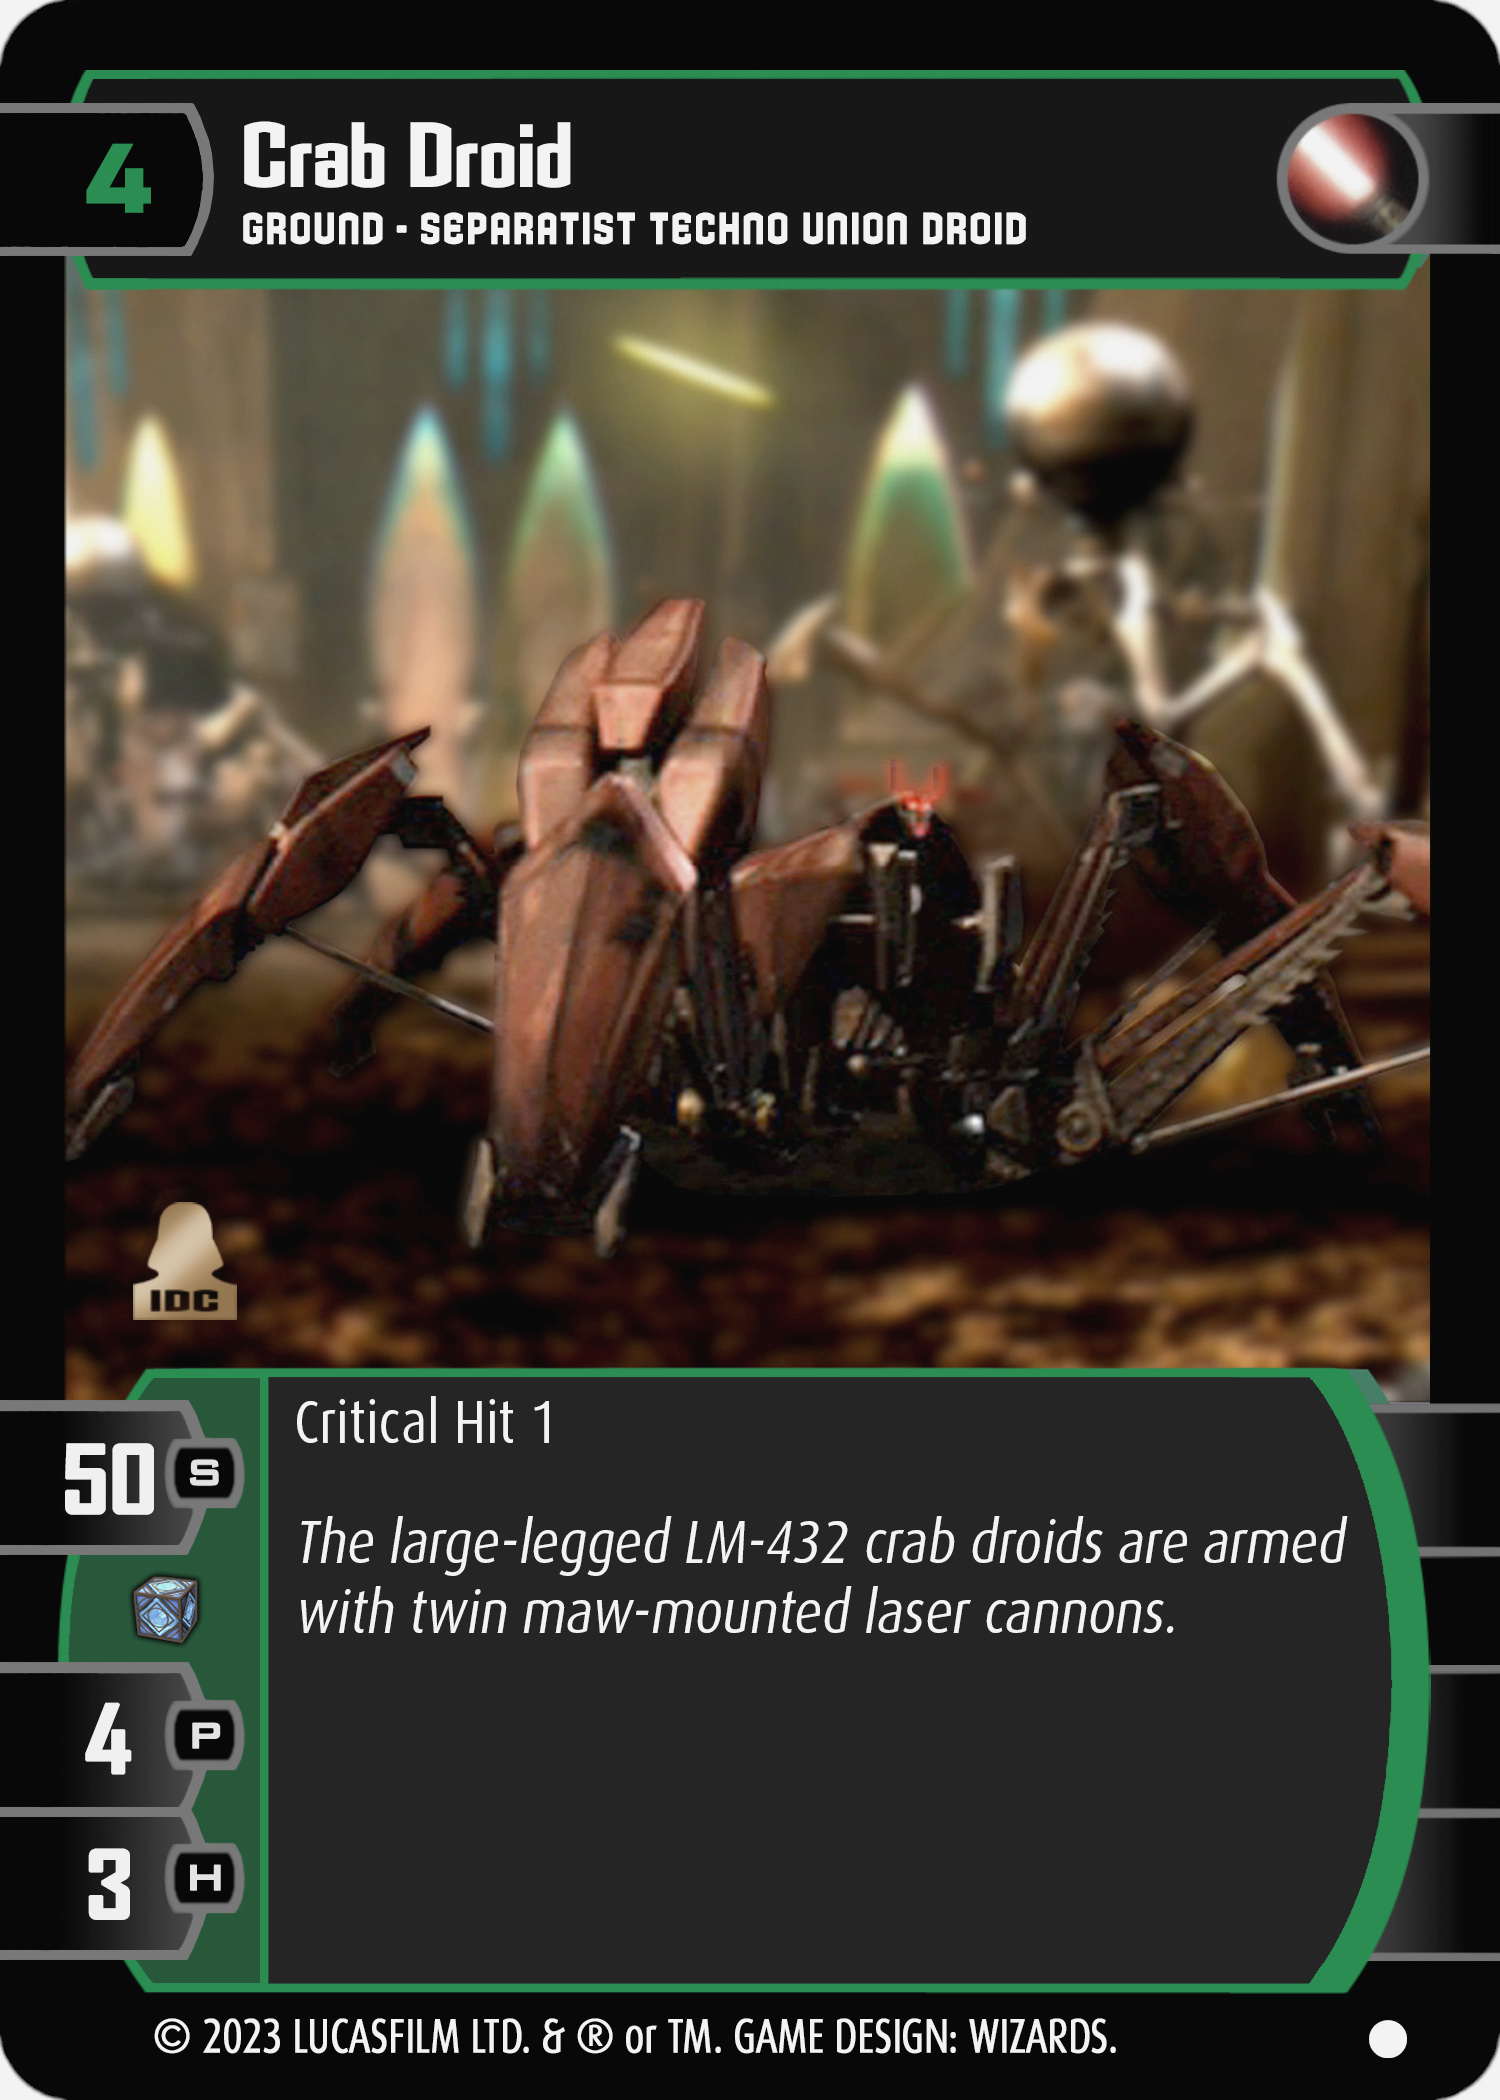 4
Crab Droid
GROUND - SEPARATIST TECHNO UNION DROID
IDC
50 S
Critical Hit 1
The large-legged LM-432 crab droids are armed
with twin maw-mounted laser cannons.
4 P
3 H
© 2023 LUCASFILM LTD. & ® or TM. GAME DESIGN: WIZARDS.